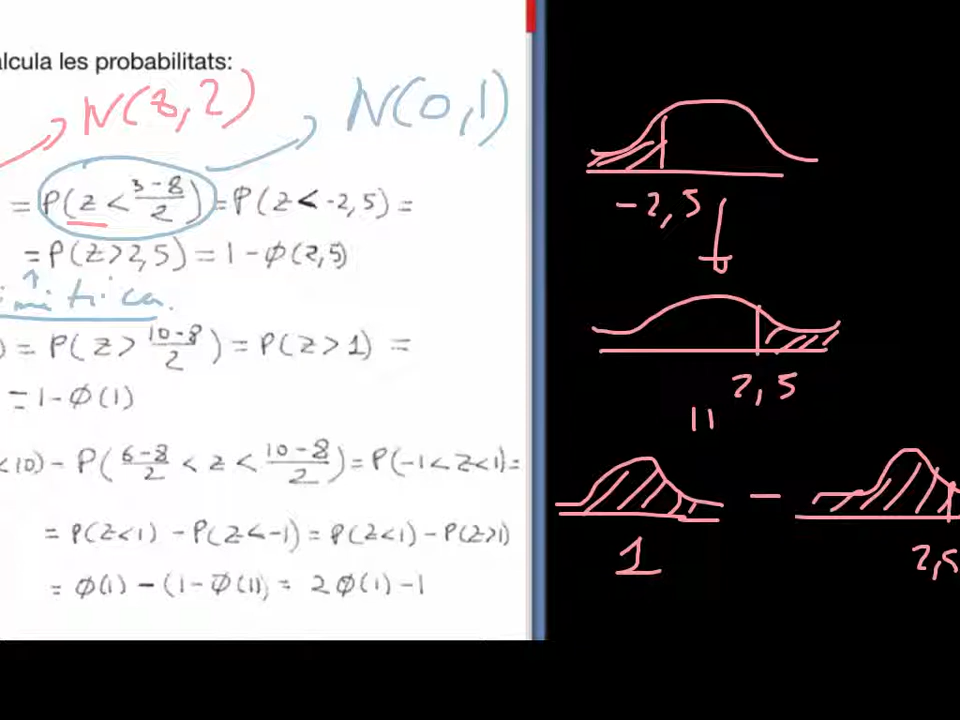 alcula les probabilitats:
N(8,2) N(0,1)
= P(z < 3-8/2) = P(z < -2,5) =
= P(z > 2,5) = 1 - ϕ(2,5)
imètrica.
) = P(z > 10-8/2) = P(z > 1) =
= 1 - ϕ(1)
<10) - P(6-8/2 < z < 10-8/2) = P(-1 < z < 1) =
= P(z<1) - P(z<-1) = P(z<1) - P(z>1)
= ϕ(1) - (1 - ϕ(1)) = 2ϕ(1) - 1
-2,5
2,5
11
-
1
2,5